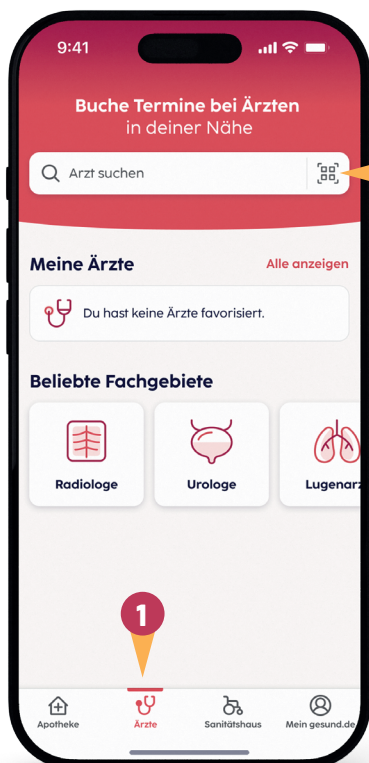 9:41
Buche Termine bei Ärzten
in deiner Nähe
Arzt suchen
Meine Ärzte
Alle anzeigen
Du hast keine Ärzte favorisiert.
Beliebte Fachgebiete
Radiologe
Urologe
Lugenarz
1
Apotheke
Ärzte
Sanitätshaus
Mein gesund.de